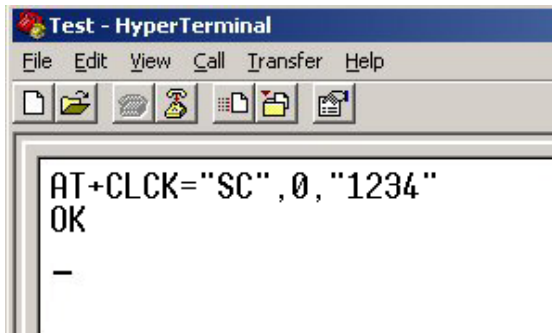 Test - HyperTerminal
File Edit View Call Transfer Help
AT+CLCK="SC",0,"1234"
OK